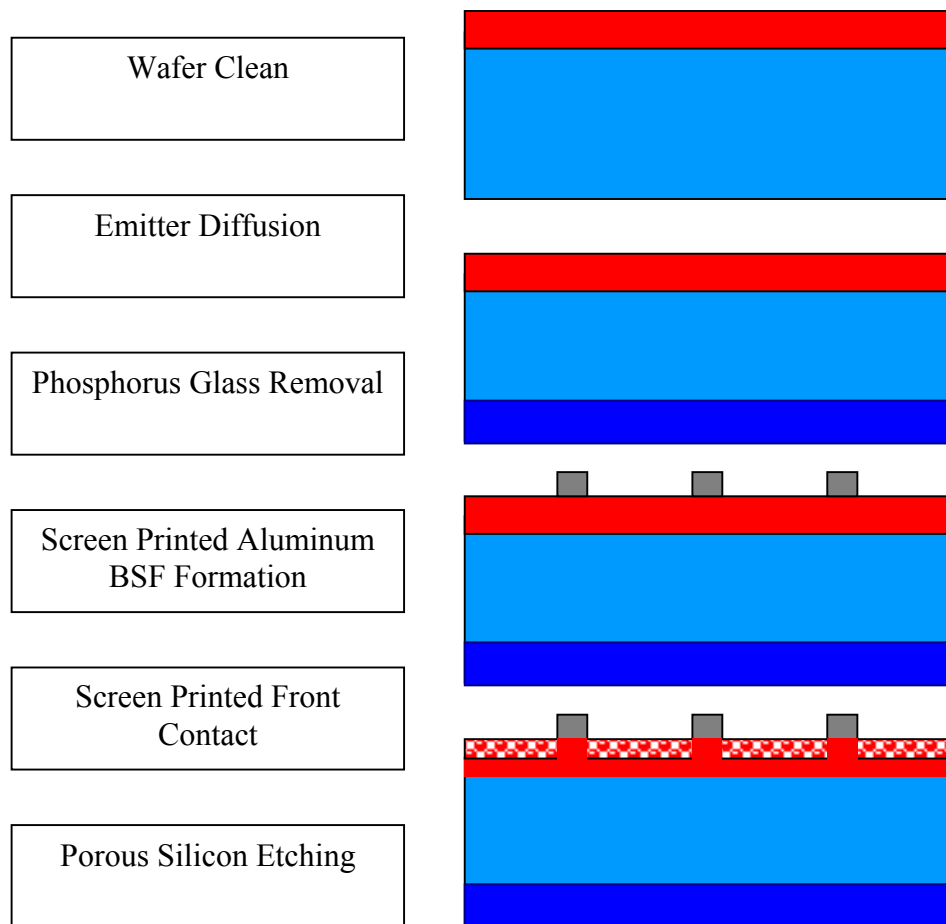 Wafer Clean
Emitter Diffusion
Phosphorus Glass Removal
Screen Printed Aluminum
BSF Formation
Screen Printed Front
Contact
Porous Silicon Etching